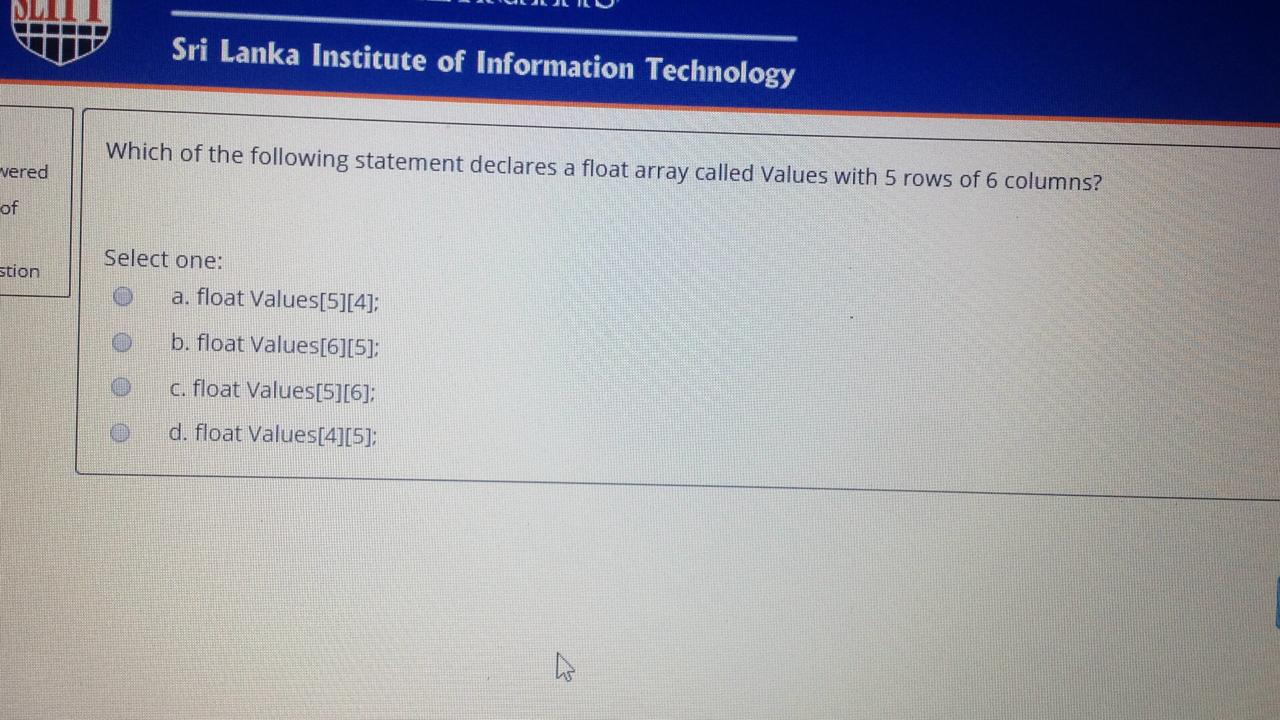 SLIIT
Sri Lanka Institute of Information Technology
wered
of
stion
Which of the following statement declares a float array called Values with 5 rows of 6 columns?
Select one:
a. float Values[5][4];
b. float Values[6][5];
c. float Values[5][6];
d. float Values[4][5];